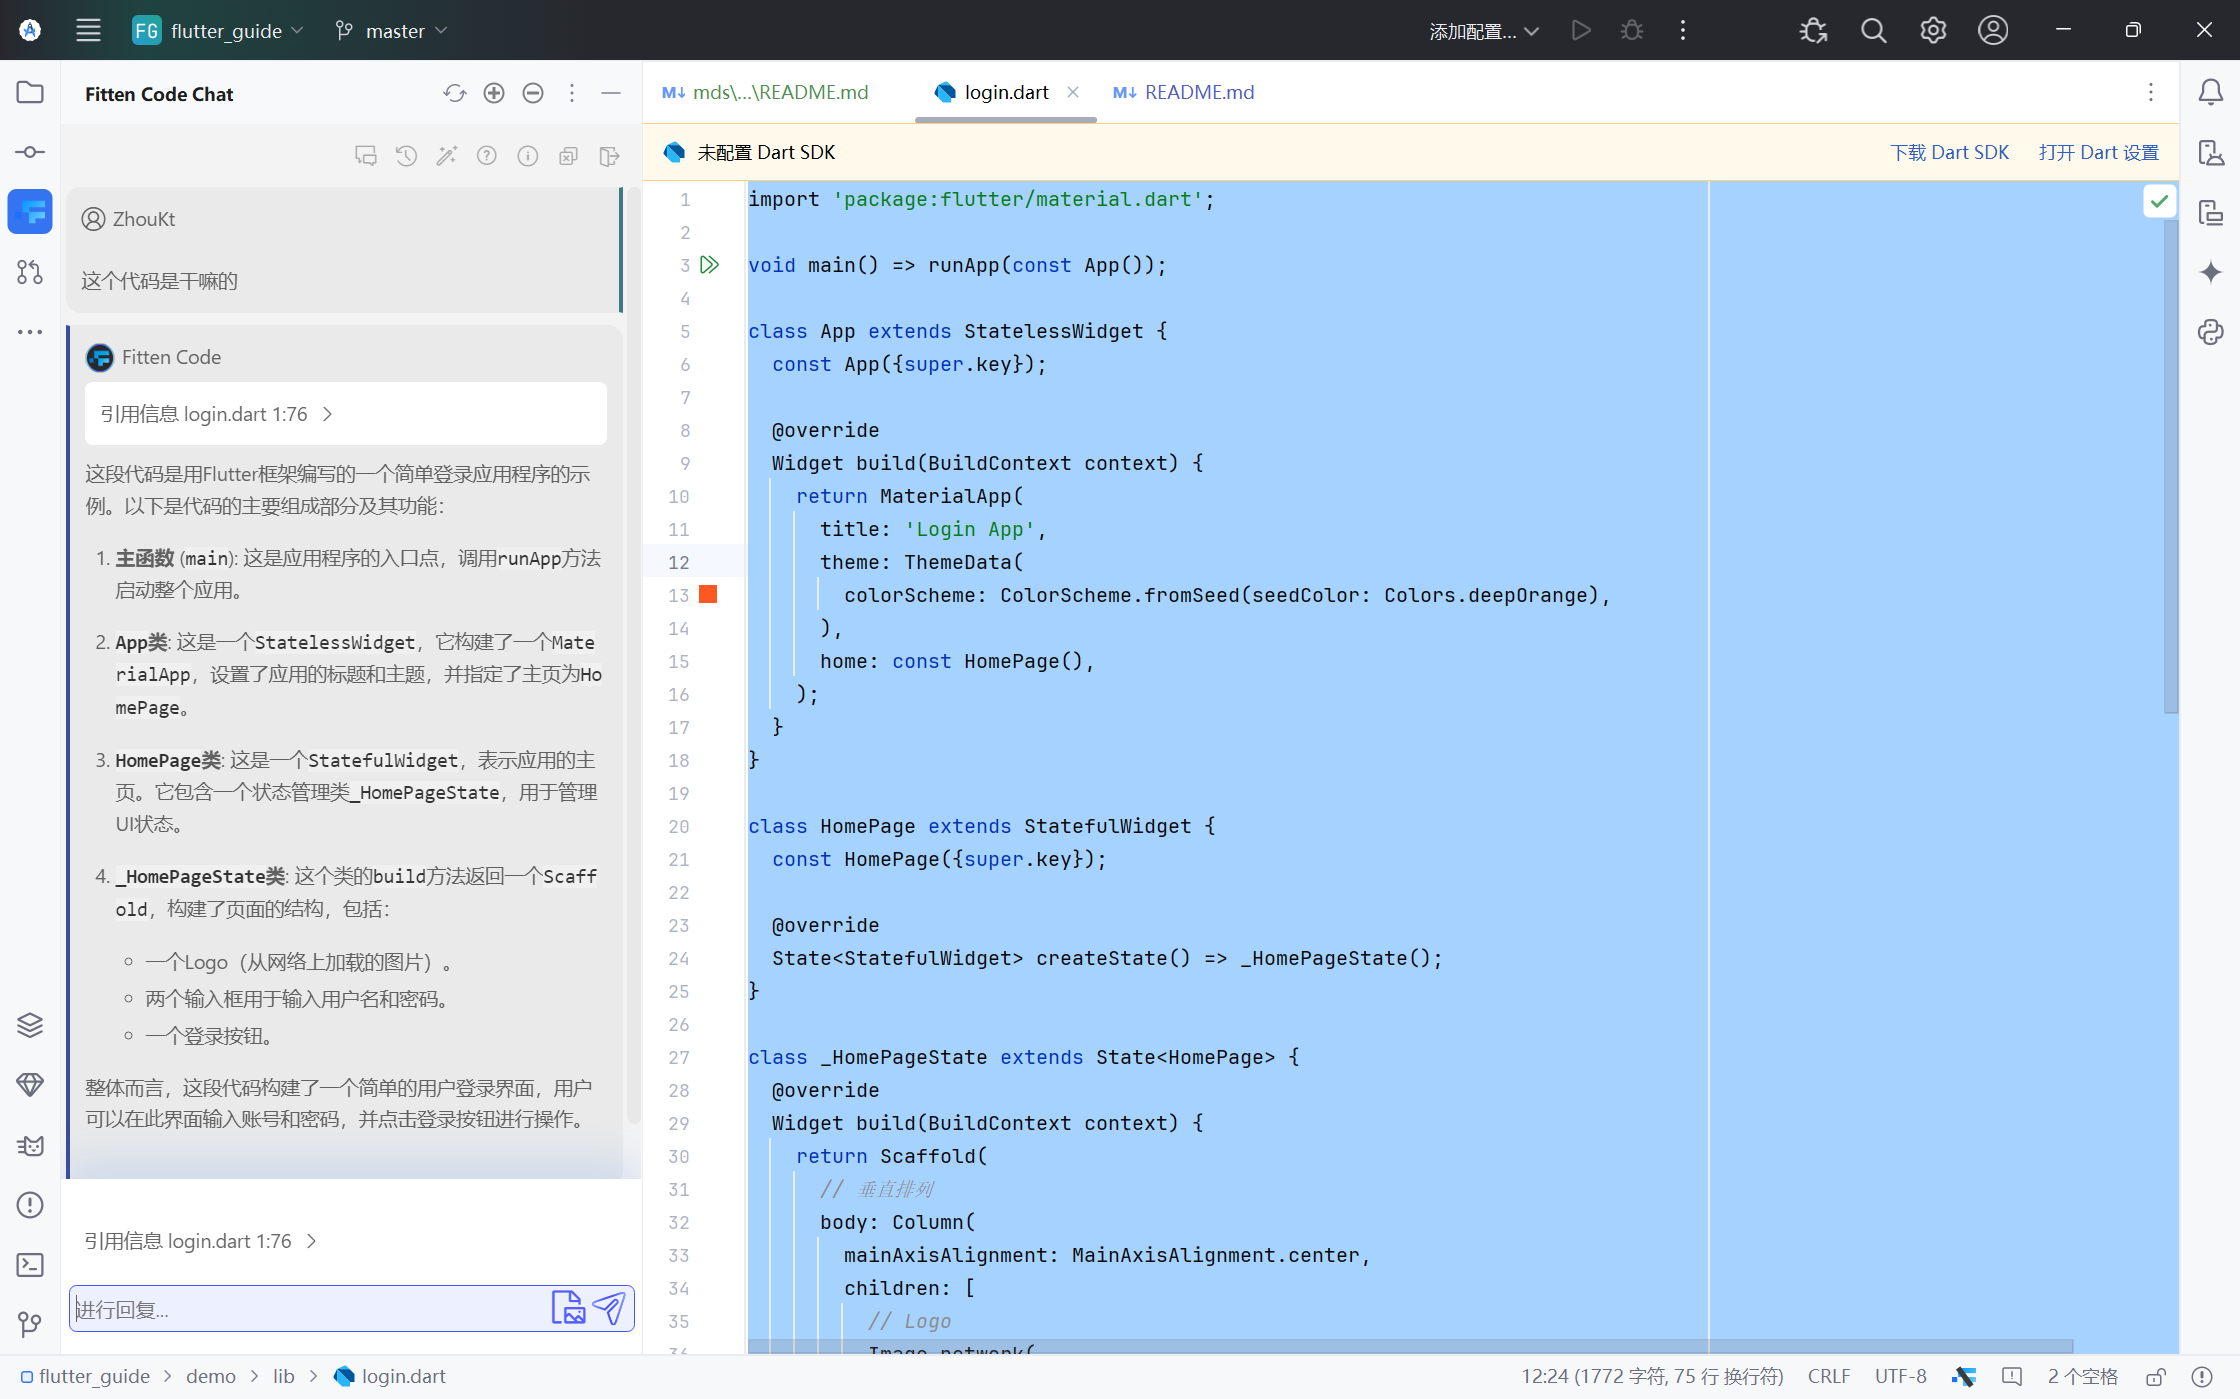 FG flutter_guide master 添加配置...
Fitten Code Chat
ZhouKt
这个代码是干嘛的
Fitten Code
引用信息 login.dart 1:76
这段代码是用Flutter框架编写的一个简单登录应用程序的示
例。以下是代码的主要组成部分及其功能：
1. 主函数 (main): 这是应用程序的入口点，调用runApp方法
启动整个应用。
2. App类: 这是一个StatelessWidget，它构建了一个Mate
rialApp，设置了应用的标题和主题，并指定了主页为Ho
mePage。
3. HomePage类: 这是一个StatefulWidget，表示应用的主
页。它包含一个状态管理类_HomePageState，用于管理
UI状态。
4. _HomePageState类: 这个类的build方法返回一个Scaff
old，构建了页面的结构，包括：
一个Logo（从网络上加载的图片）。
两个输入框用于输入用户名和密码。
一个登录按钮。
整体而言，这段代码构建了一个简单的用户登录界面，用户
可以在此界面输入账号和密码，并点击登录按钮进行操作。
引用信息 login.dart 1:76
进行回复...
M↓ mds\...\README.md login.dart M↓ README.md
未配置 Dart SDK 下载 Dart SDK 打开 Dart 设置
1 import 'package:flutter/material.dart';
2
3 void main() => runApp(const App());
4
5 class App extends StatelessWidget {
6 const App({super.key});
7
8 @override
9 Widget build(BuildContext context) {
10 return MaterialApp(
11 title: 'Login App',
12 theme: ThemeData(
13 colorScheme: ColorScheme.fromSeed(seedColor: Colors.deepOrange),
14 ),
15 home: const HomePage(),
16 );
17 }
18 }
19
20 class HomePage extends StatefulWidget {
21 const HomePage({super.key});
22
23 @override
24 State<StatefulWidget> createState() => _HomePageState();
25 }
26
27 class _HomePageState extends State<HomePage> {
28 @override
29 Widget build(BuildContext context) {
30 return Scaffold(
31 // 垂直排列
32 body: Column(
33 mainAxisAlignment: MainAxisAlignment.center,
34 children: [
35 // Logo
36 Image.network(
flutter_guide demo lib login.dart 12:24 (1772 字符, 75 行 换行符) CRLF UTF-8 2 个空格